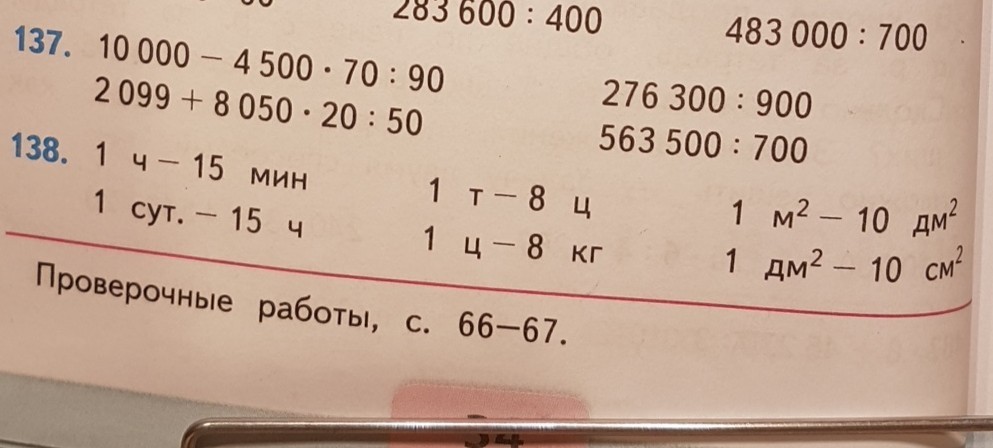 283 600 : 400    483 000 : 700
137. 10 000 − 4 500 · 70 : 90    276 300 : 900
2 099 + 8 050 · 20 : 50    563 500 : 700
138. 1 ч − 15 мин    1 т − 8 ц    1 м² − 10 дм²
1 сут. − 15 ч    1 ц − 8 кг    1 дм² − 10 см²
Проверочные работы, с. 66—67.
34